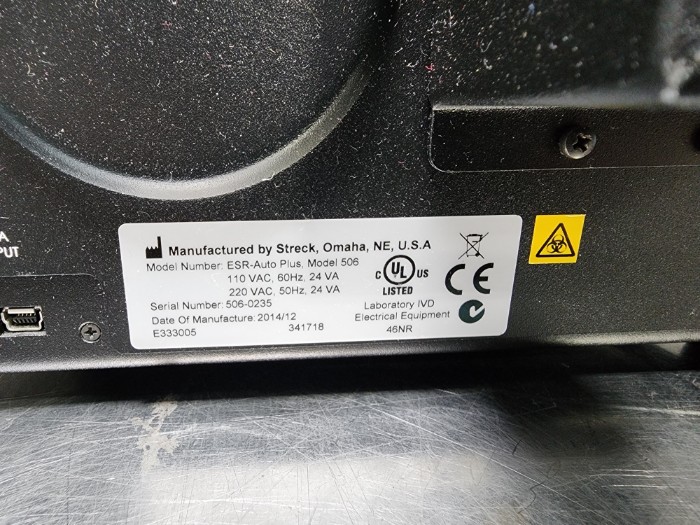 A
PUT
Manufactured by Streck, Omaha, NE, U.S.A
Model Number: ESR-Auto Plus, Model 506
110 VAC, 60Hz, 24 VA
220 VAC, 50Hz, 24 VA
Serial Number: 506-0235
Date Of Manufacture: 2014/12
E333005 341718
C UL US
LISTED
CE
Laboratory IVD
Electrical Equipment
46NR